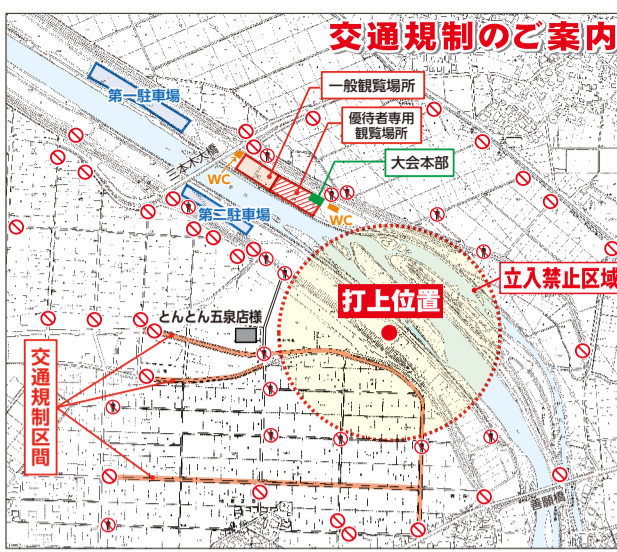 交通規制のご案内
一般観覧場所
第一駐車場
優待者専用
観覧場所
三本木大橋
大会本部
WC
第二駐車場
WC
立入禁止区域
打上位置
とんとん五泉店様
交通規制区間
善願橋